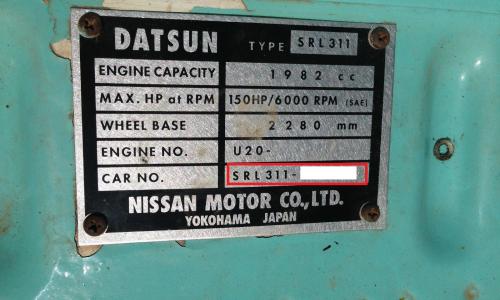 DATSUN TYPE SRL311
ENGINE CAPACITY 1982 cc
MAX. HP at RPM 150HP/6000 RPM (SAE)
WHEEL BASE 2280 mm
ENGINE NO. U20-
CAR NO. SRL311-
NISSAN MOTOR CO.,LTD.
YOKOHAMA JAPAN